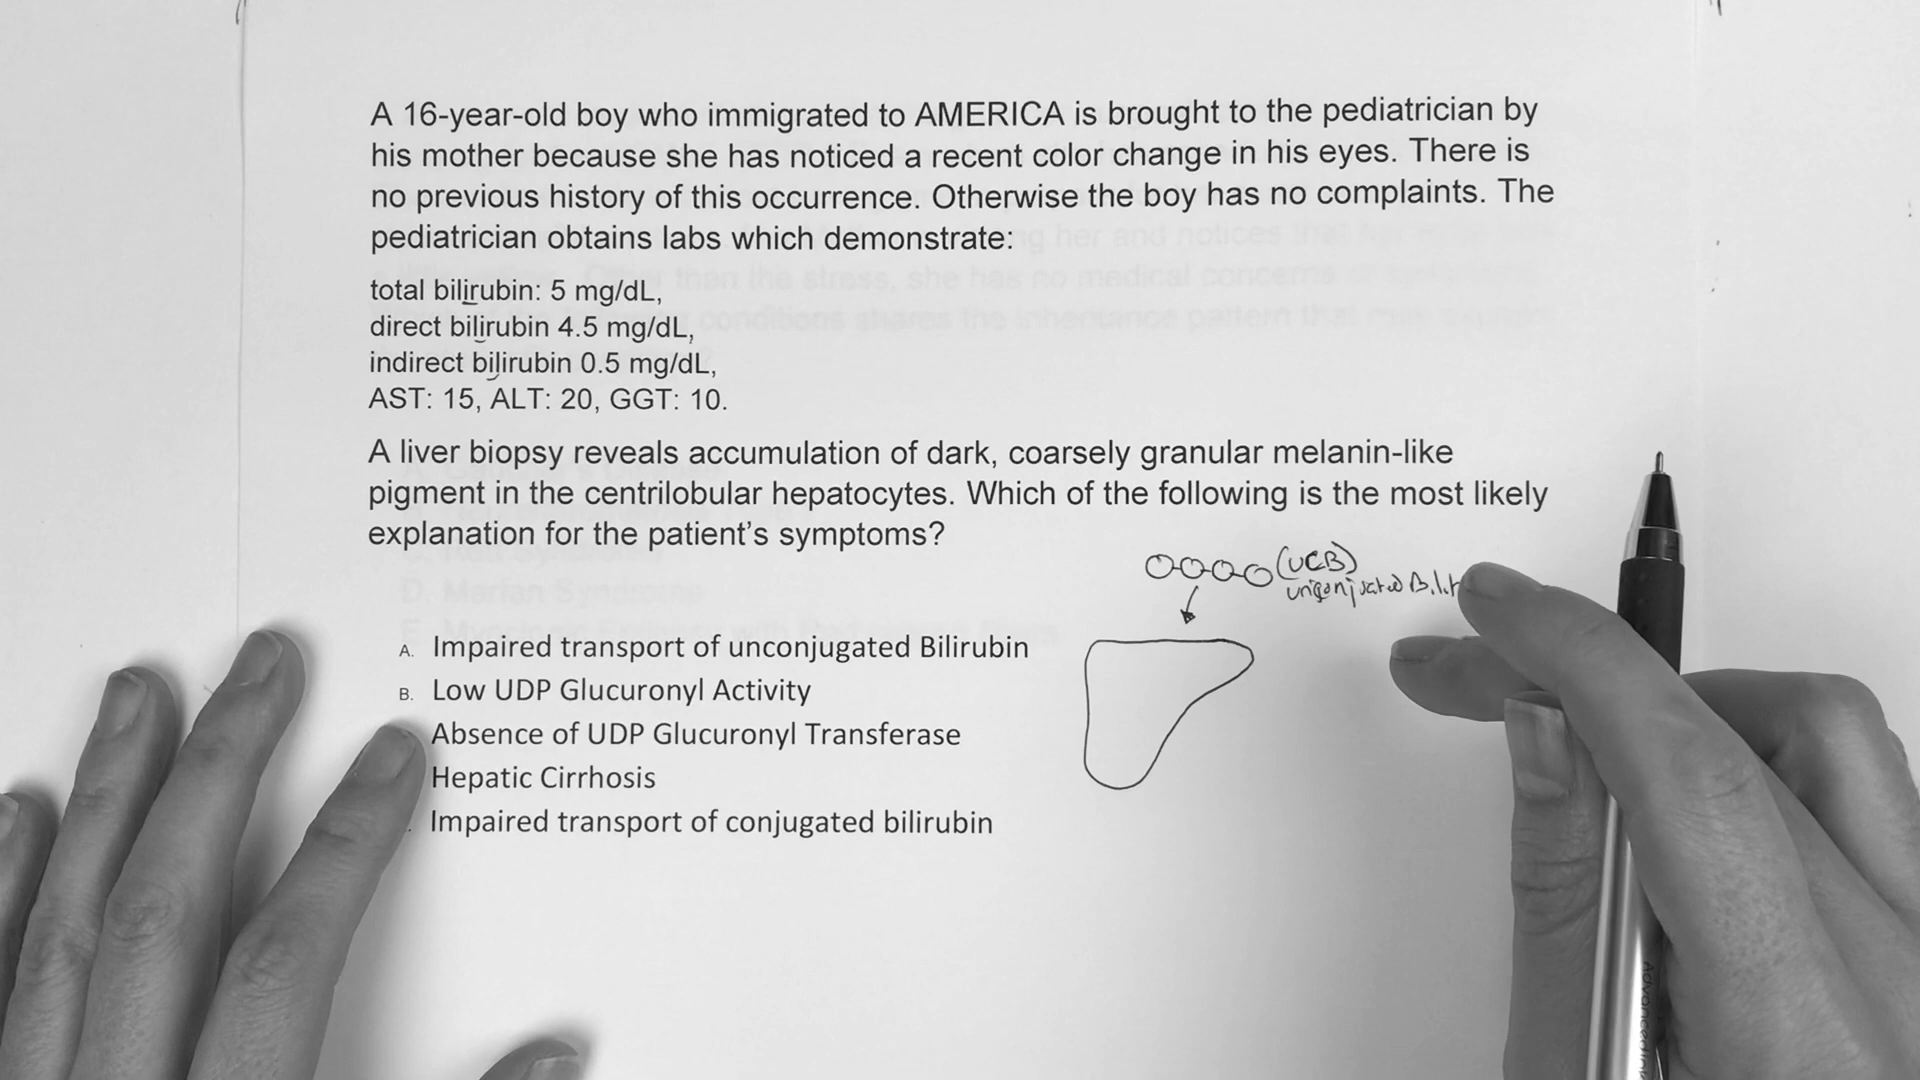 A 16-year-old boy who immigrated to AMERICA is brought to the pediatrician by
his mother because she has noticed a recent color change in his eyes. There is
no previous history of this occurrence. Otherwise the boy has no complaints. The
pediatrician obtains labs which demonstrate:
total bilirubin: 5 mg/dL,
direct bilirubin 4.5 mg/dL,
indirect bilirubin 0.5 mg/dL,
AST: 15, ALT: 20, GGT: 10.
A liver biopsy reveals accumulation of dark, coarsely granular melanin-like
pigment in the centrilobular hepatocytes. Which of the following is the most likely
explanation for the patient's symptoms?
(UCB)
A. Impaired transport of unconjugated Bilirubin
B. Low UDP Glucuronyl Activity
Absence of UDP Glucuronyl Transferase
Hepatic Cirrhosis
Impaired transport of conjugated bilirubin